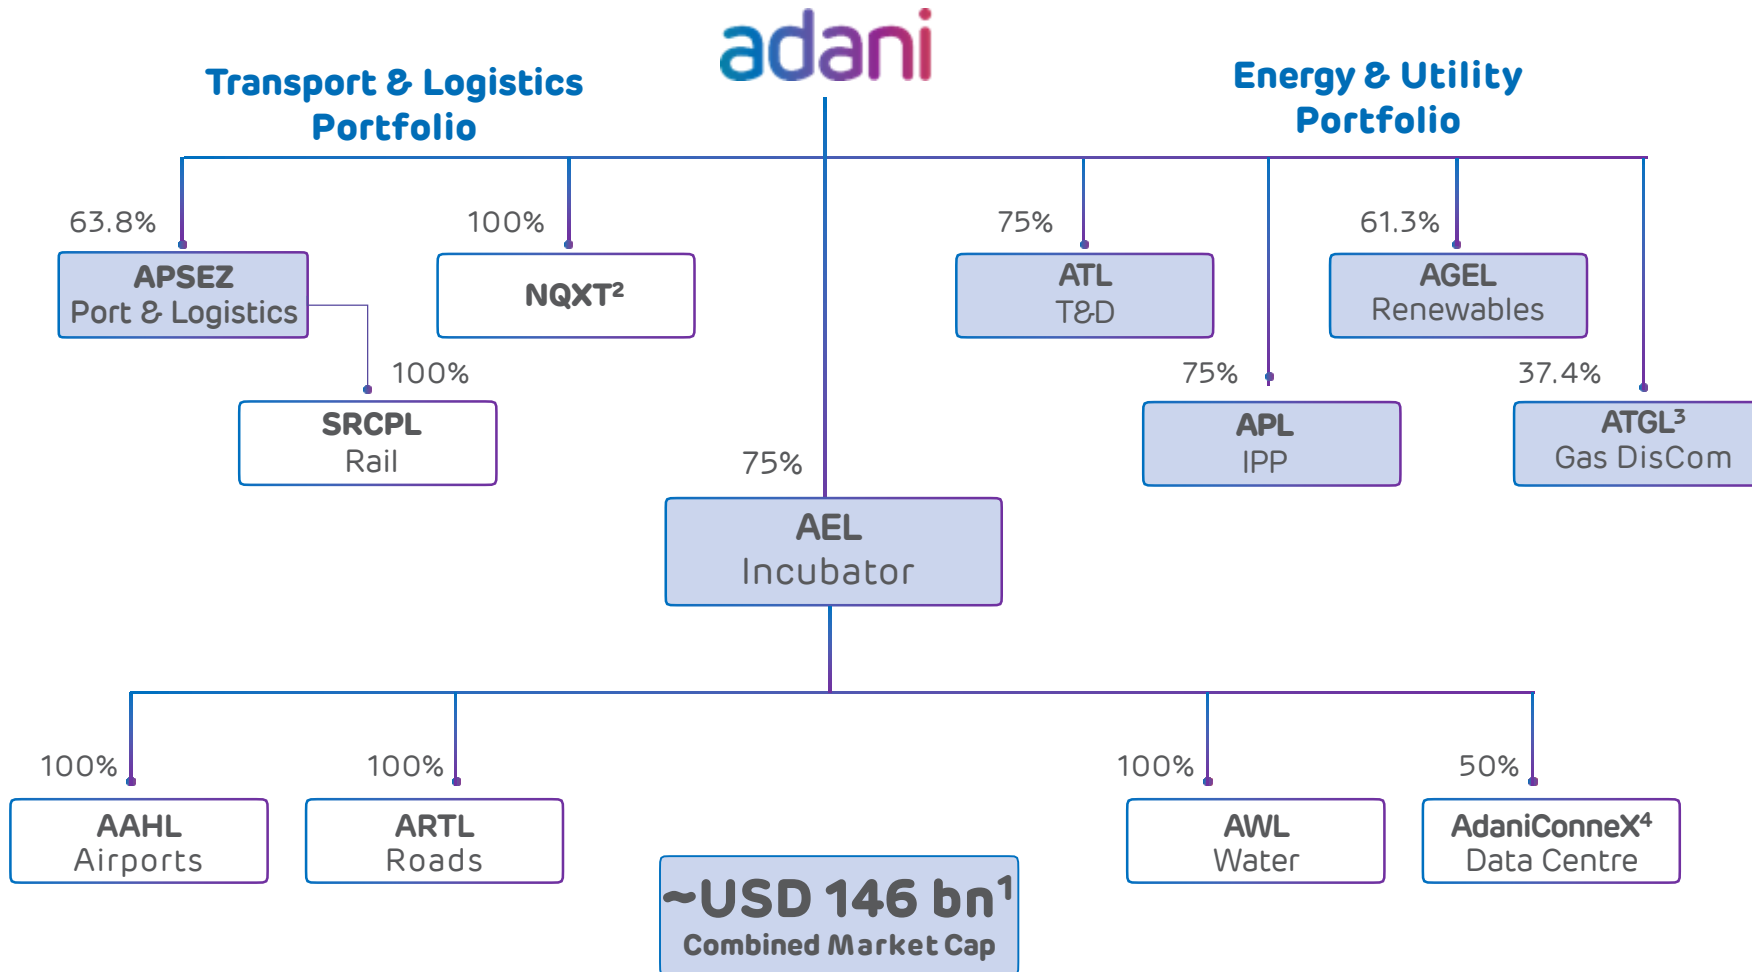 adani
Transport & Logistics
Portfolio
Energy & Utility
Portfolio
63.8%
APSEZ
Port & Logistics
100%
NQXT²
75%
ATL
T&D
61.3%
AGEL
Renewables
100%
SRCPL
Rail
75%
APL
IPP
37.4%
ATGL³
Gas DisCom
75%
AEL
Incubator
100%
AAHL
Airports
100%
ARTL
Roads
100%
AWL
Water
50%
AdaniConneX⁴
Data Centre
~USD 146 bn¹
Combined Market Cap